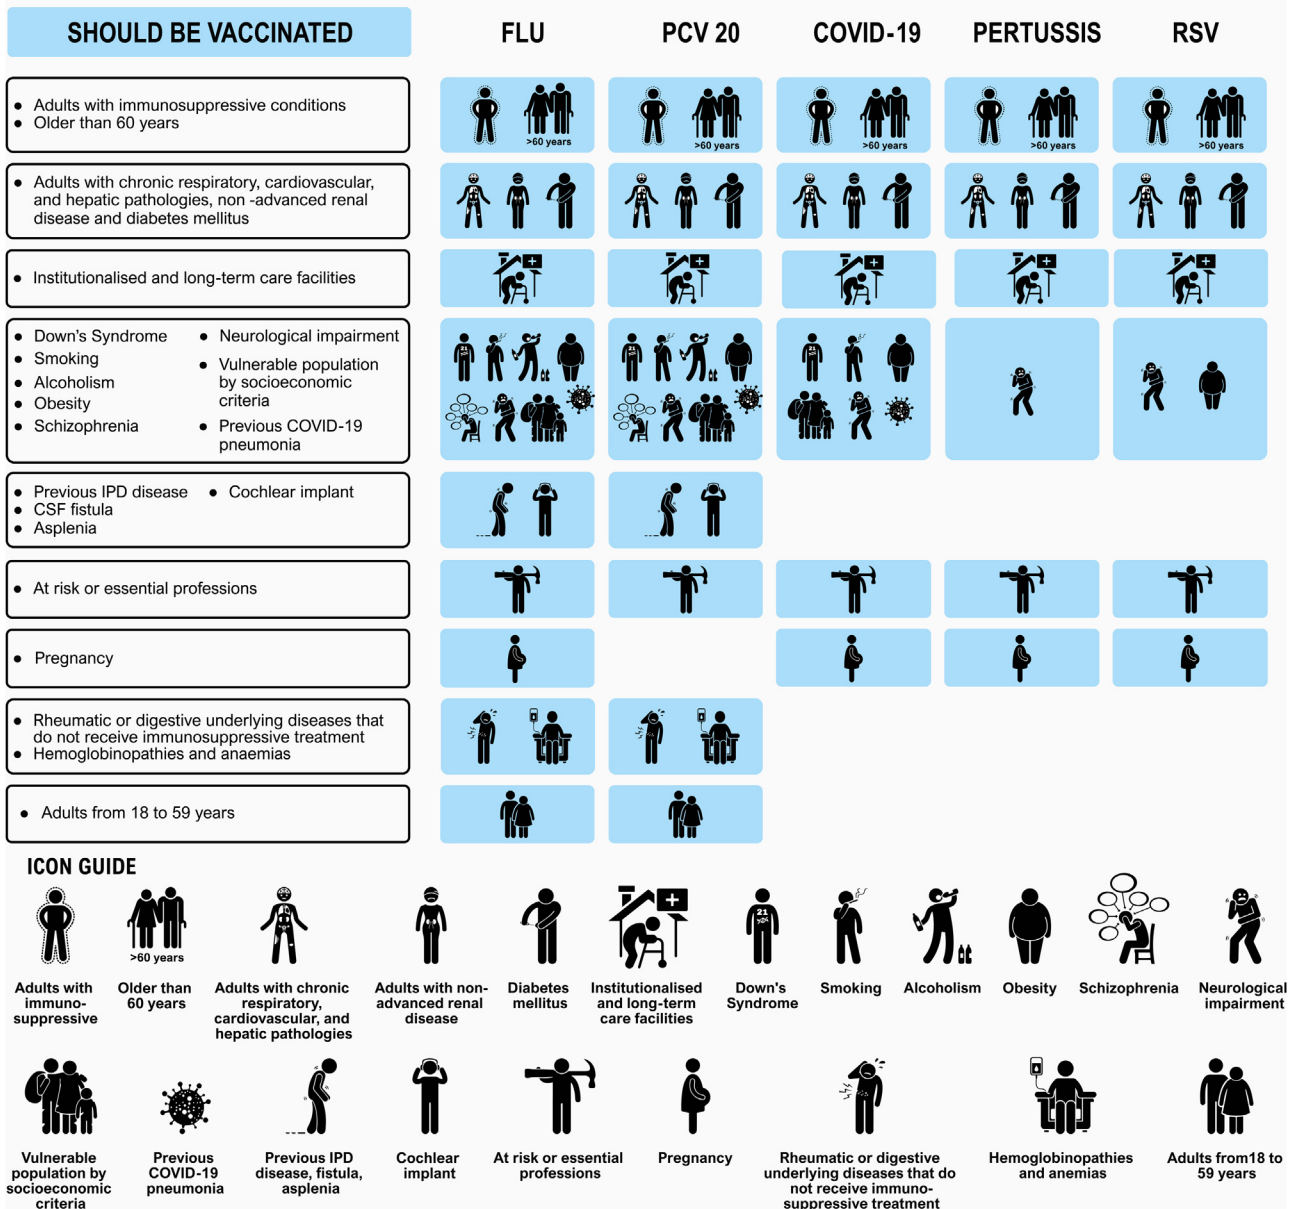 SHOULD BE VACCINATED
FLU
PCV 20
COVID-19
PERTUSSIS
RSV
● Adults with immunosuppressive conditions
● Older than 60 years
>60 years
>60 years
>60 years
>60 years
>60 years
● Adults with chronic respiratory, cardiovascular,
and hepatic pathologies, non -advanced renal
disease and diabetes mellitus
● Institutionalised and long-term care facilities
● Down's Syndrome
● Smoking
● Alcoholism
● Obesity
● Schizophrenia
● Neurological impairment
● Vulnerable population
by socioeconomic
criteria
● Previous COVID-19
pneumonia
21
21
21
● Previous IPD disease
● CSF fistula
● Asplenia
● Cochlear implant
● At risk or essential professions
● Pregnancy
● Rheumatic or digestive underlying diseases that
do not receive immunosuppressive treatment
● Hemoglobinopathies and anaemias
● Adults from 18 to 59 years
ICON GUIDE
>60 years
21
Adults with
immuno-
suppressive
Older than
60 years
Adults with chronic
respiratory,
cardiovascular, and
hepatic pathologies
Adults with non-
advanced renal
disease
Diabetes
mellitus
Institutionalised
and long-term
care facilities
Down's
Syndrome
Smoking
Alcoholism
Obesity
Schizophrenia
Neurological
impairment
Vulnerable
population by
socioeconomic
criteria
Previous
COVID-19
pneumonia
Previous IPD
disease, fistula,
asplenia
Cochlear
implant
At risk or essential
professions
Pregnancy
Rheumatic or digestive
underlying diseases that do
not receive immuno-
suppressive treatment
Hemoglobinopathies
and anemias
Adults from18 to
59 years